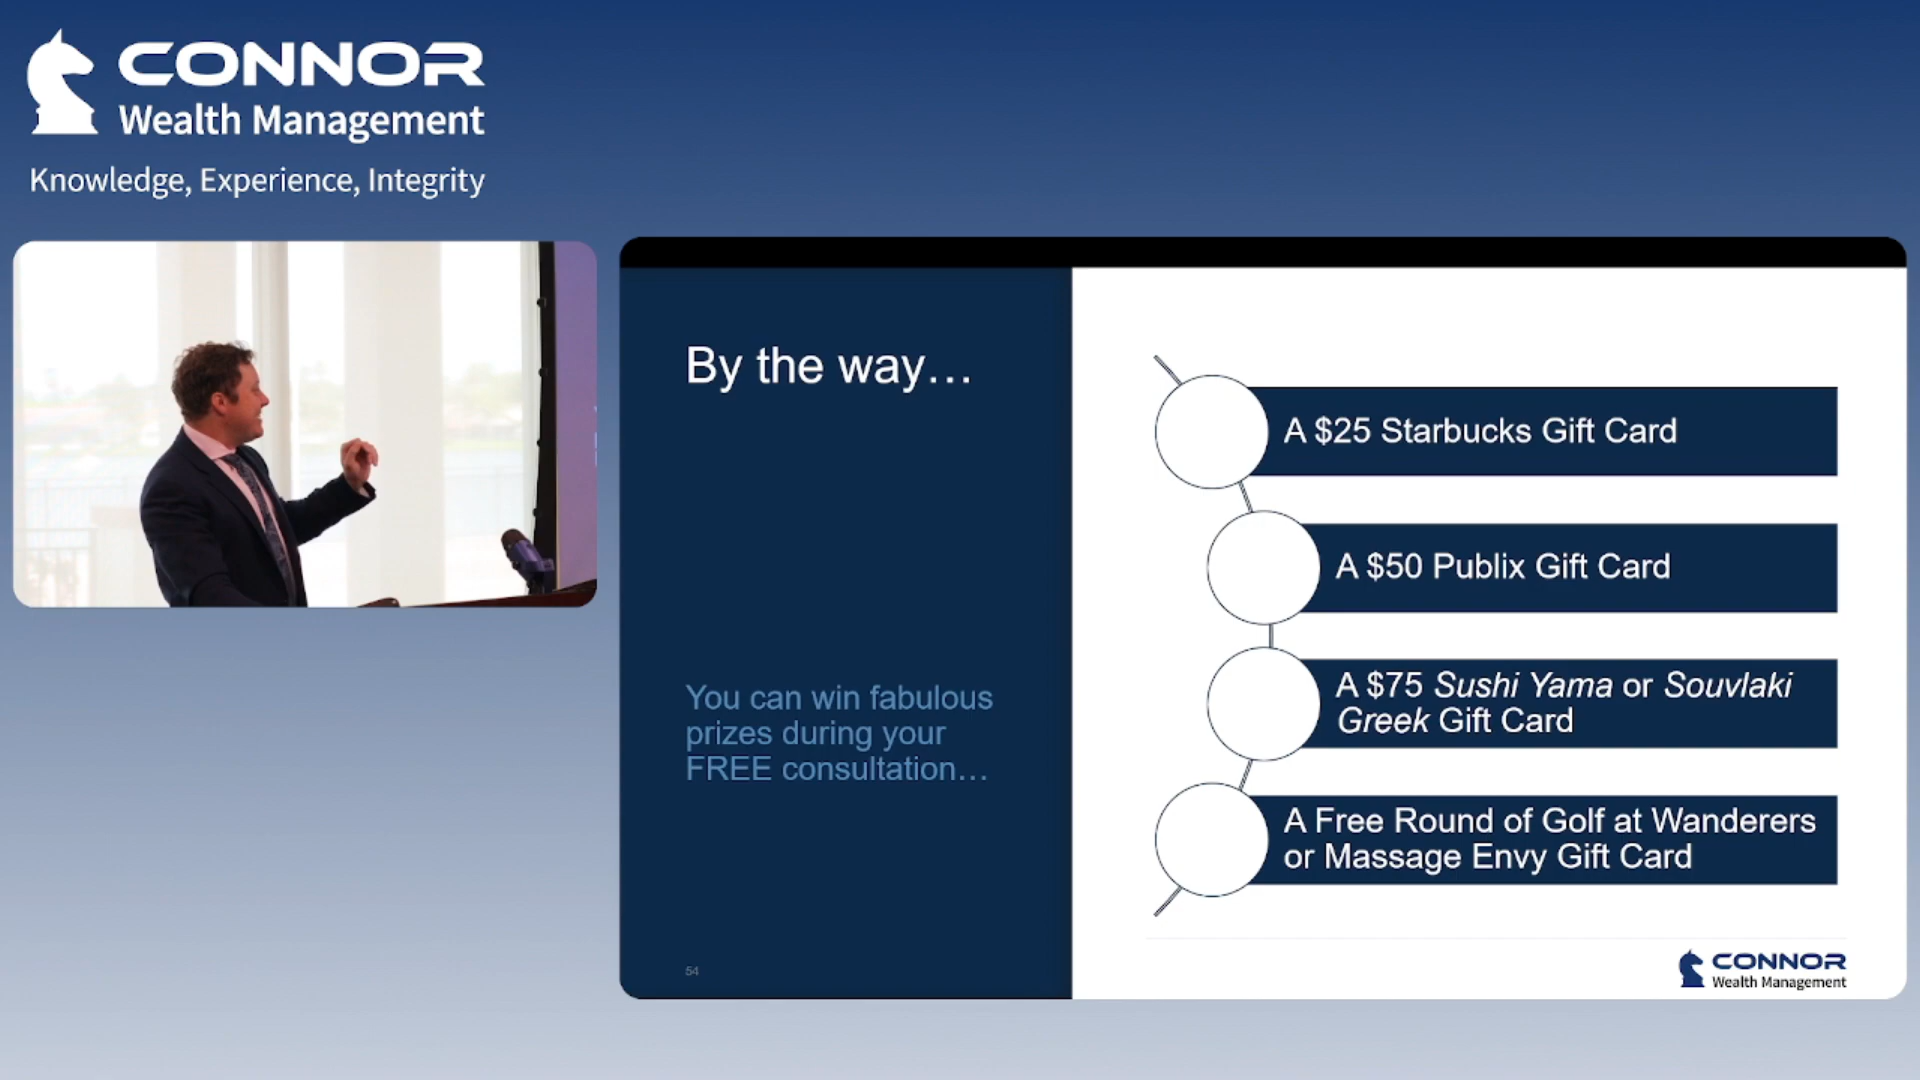 CONNOR
Wealth Management
Knowledge, Experience, Integrity
By the way…
You can win fabulous
prizes during your
FREE consultation…
54
A $25 Starbucks Gift Card
A $50 Publix Gift Card
A $75 Sushi Yama or Souvlaki
Greek Gift Card
A Free Round of Golf at Wanderers
or Massage Envy Gift Card
CONNOR
Wealth Management